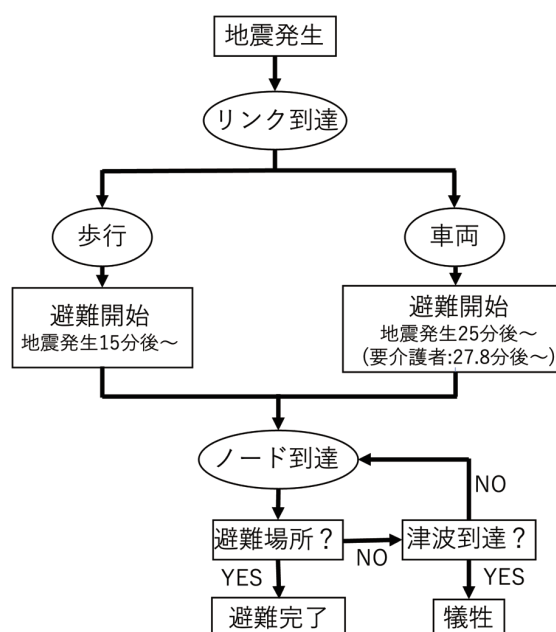 地震発生
リンク到達
歩行
車両
避難開始
地震発生15分後～
避難開始
地震発生25分後～
(要介護者:27.8分後～)
ノード到達
NO
避難場所？
NO
津波到達？
YES
YES
避難完了
犠牲